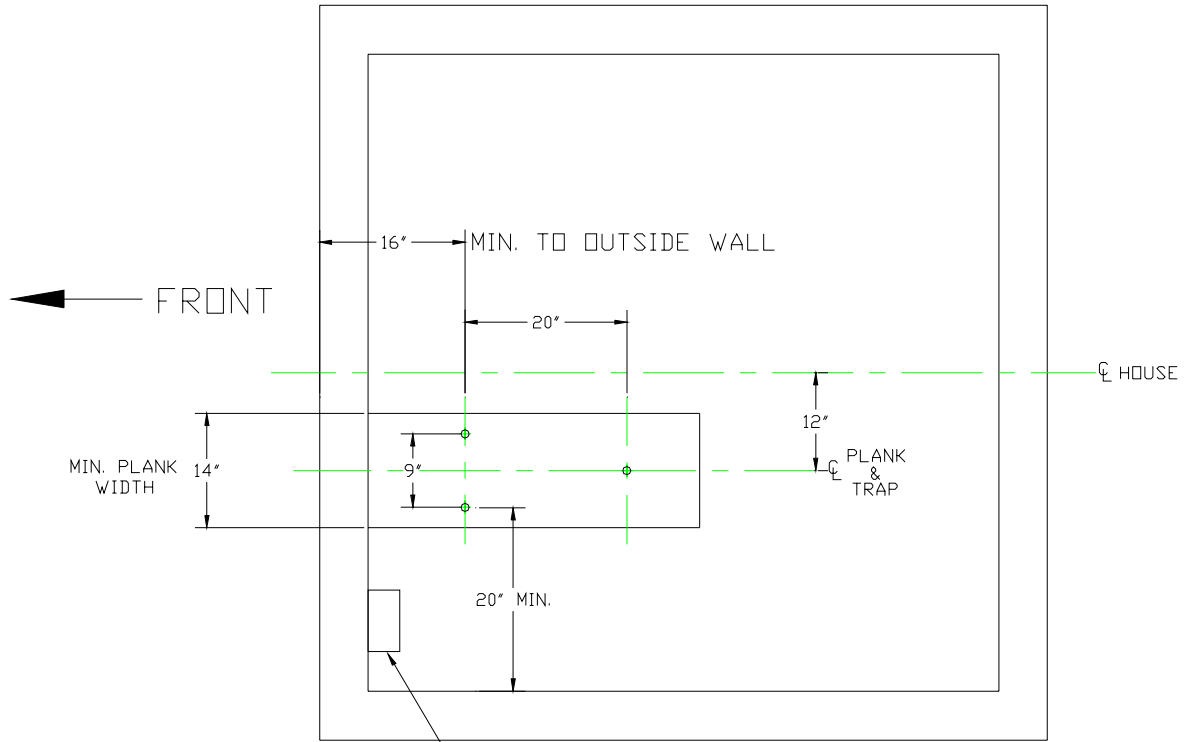 16″ MIN. TO OUTSIDE WALL
FRONT
20″
℄ HOUSE
12″
MIN. PLANK
WIDTH
14″
9″
℄ PLANK
&
TRAP
20″ MIN.